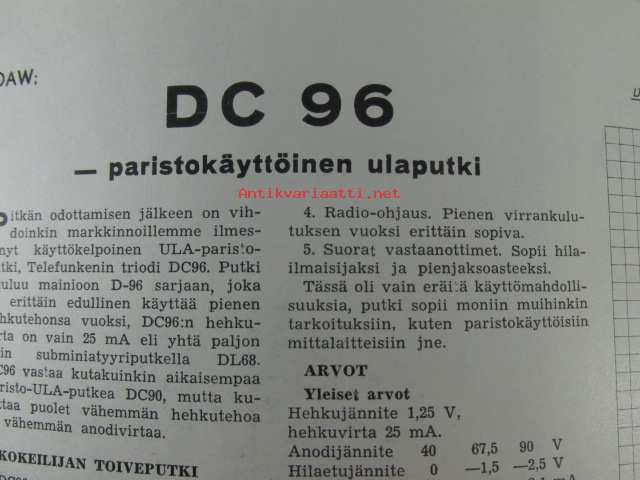 DAW:
DC 96
— paristokäyttöinen ulaputki
Antikvariaatti.net
itkän odottamisen jälkeen on vih-
doinkin markkinnoillemme ilmes-
nyt käyttökelpoinen ULA-paristo-
tki, Telefunkenin triodi DC96. Putki
uluu mainioon D-96 sarjaan, joka
erittäin edullinen käyttää pienen
hkutehonsa vuoksi, DC96:n hehku-
rta on vain 25 mA eli yhtä paljon
in subminiatyyriputkella DL68.
C96 vastaa kutakuinkin aikaisempaa
aristo-ULA-putkea DC90, mutta ku-
ttaa puolet vähemmän hehkutehoa
vähemmän anodivirtaa.
KOKEILIJAN TOIVEPUTKI
4. Radio-ohjaus. Pienen virrankulu-
tuksen vuoksi erittäin sopiva.
5. Suorat vastaanottimet. Sopii hila-
ilmaisijaksi ja pienjaksoasteeksi.
Tässä oli vain eräitä käyttömahdolli-
suuksia, putki sopii moniin muihinkin
tarkoituksiin, kuten paristokäyttöisiin
mittalaitteisiin jne.
ARVOT
Yleiset arvot
Hehkujännite 1,25 V,
hehkuvirta 25 mA.
Anodijännite 40 67,5 90 V
Hilaetujännite 0 —1,5 —2,5 V